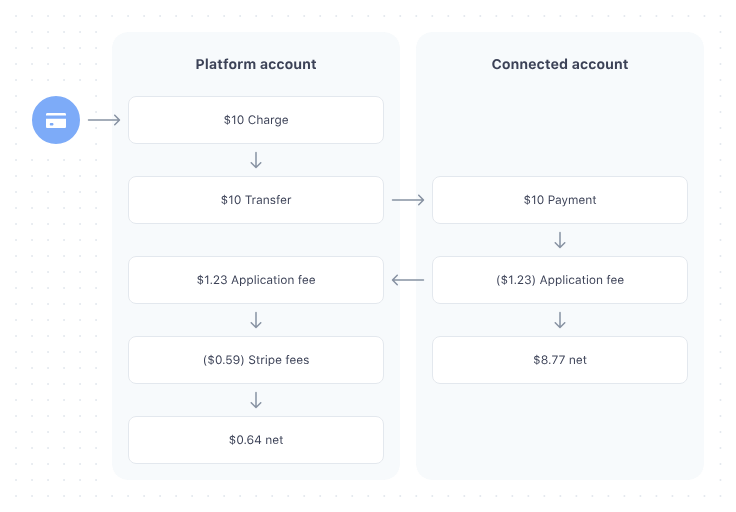 Platform account
Connected account
$10 Charge
$10 Transfer
$10 Payment
$1.23 Application fee
($1.23) Application fee
($0.59) Stripe fees
$8.77 net
$0.64 net